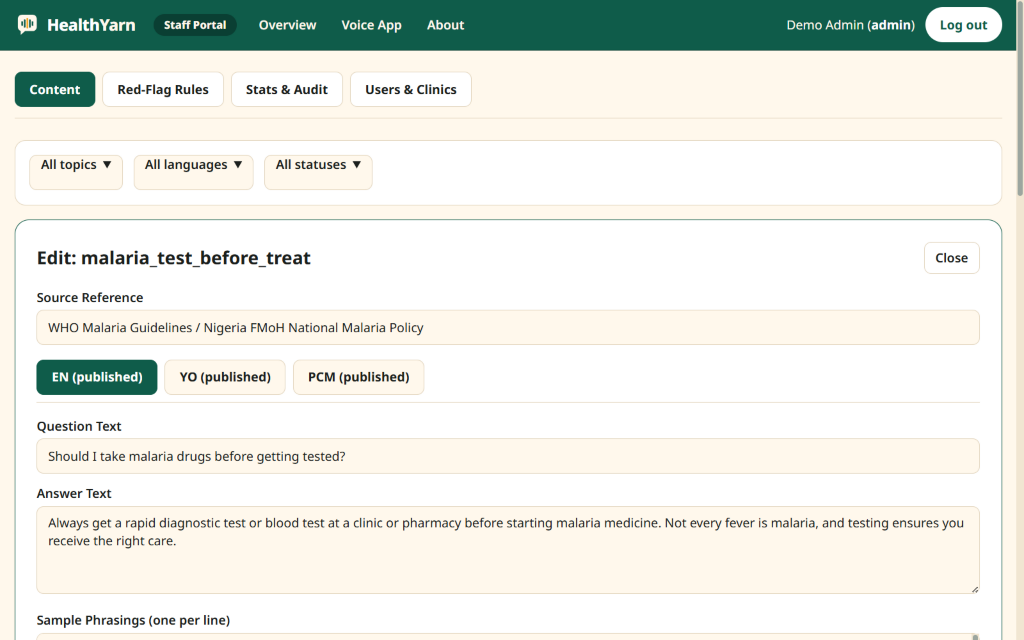 HealthYarn Staff Portal Overview Voice App About Demo Admin (admin) Log out
Content Red-Flag Rules Stats & Audit Users & Clinics
All topics ▼ All languages ▼ All statuses ▼
Edit: malaria_test_before_treat Close
Source Reference
WHO Malaria Guidelines / Nigeria FMoH National Malaria Policy
EN (published) YO (published) PCM (published)
Question Text
Should I take malaria drugs before getting tested?
Answer Text
Always get a rapid diagnostic test or blood test at a clinic or pharmacy before starting malaria medicine. Not every fever is malaria, and testing ensures you
receive the right care.
Sample Phrasings (one per line)